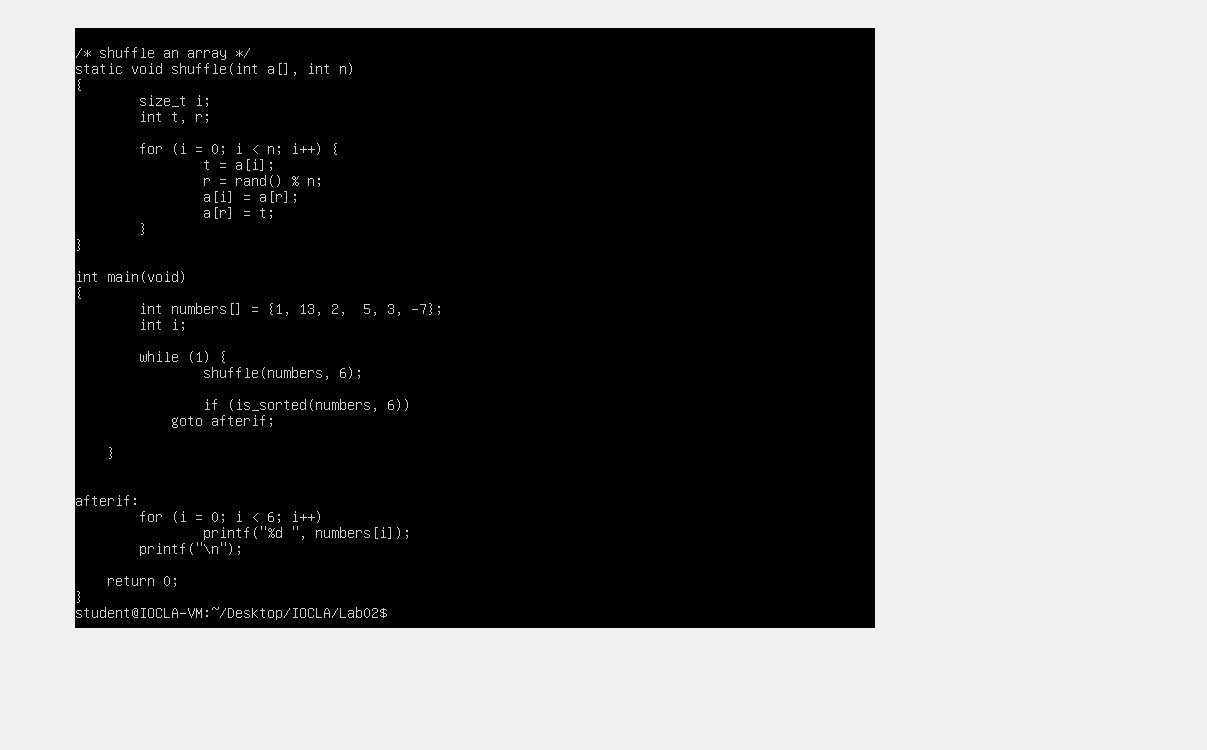 /* shuffle an array */
static void shuffle(int a[], int n)
{
        size_t i;
        int t, r;

        for (i = 0; i < n; i++) {
                t = a[i];
                r = rand() % n;
                a[i] = a[r];
                a[r] = t;
        }
}

int main(void)
{
        int numbers[] = {1, 13, 2,  5, 3, -7};
        int i;

        while (1) {
                shuffle(numbers, 6);

                if (is_sorted(numbers, 6))
            goto afterif;

    }


afterif:
        for (i = 0; i < 6; i++)
                printf("%d ", numbers[i]);
        printf("\n");

    return 0;
}
student@IOCLA-VM:~/Desktop/IOCLA/Lab02$